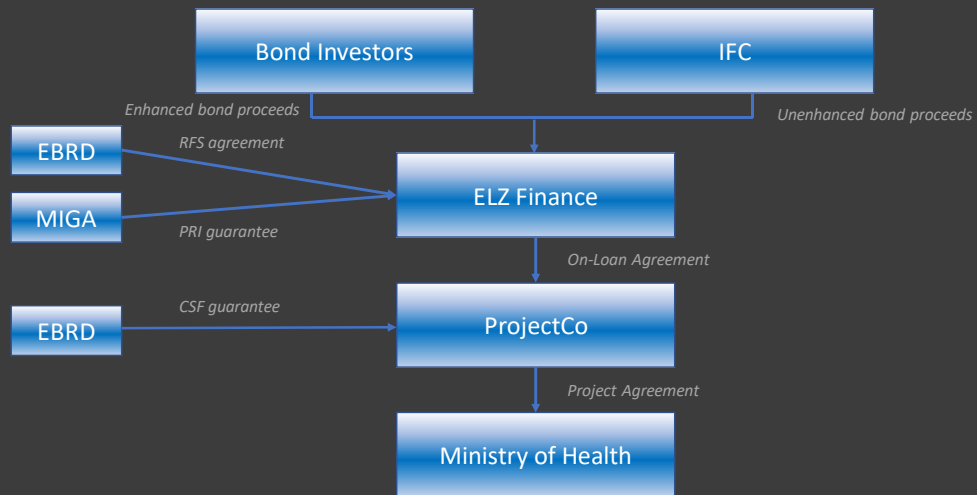 Bond Investors
IFC
Enhanced bond proceeds
Unenhanced bond proceeds
EBRD
RFS agreement
ELZ Finance
MIGA
PRI guarantee
On-Loan Agreement
CSF guarantee
EBRD
ProjectCo
Project Agreement
Ministry of Health